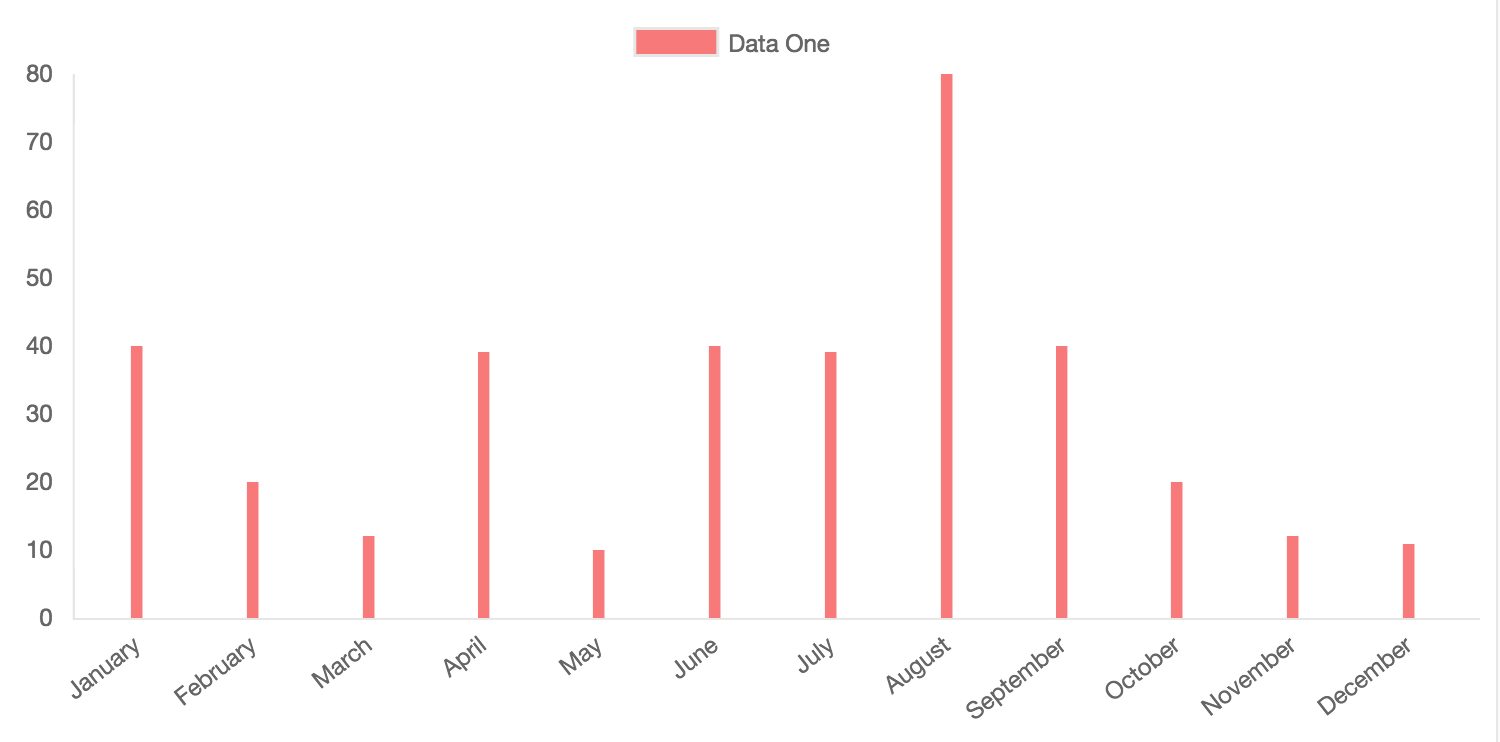 Data One
80
70
60
50
40
30
20
10
0
January
February
March
April
May
June
July
August
September
October
November
December